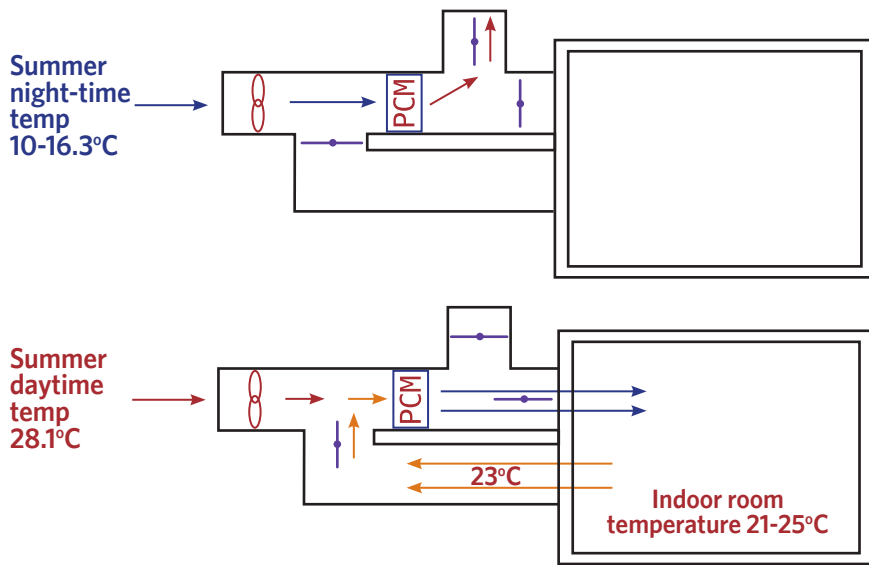 Summer
night-time
temp
10-16.3°C
PCM
Summer
daytime
temp
28.1°C
PCM
23°C
Indoor room
temperature 21-25°C